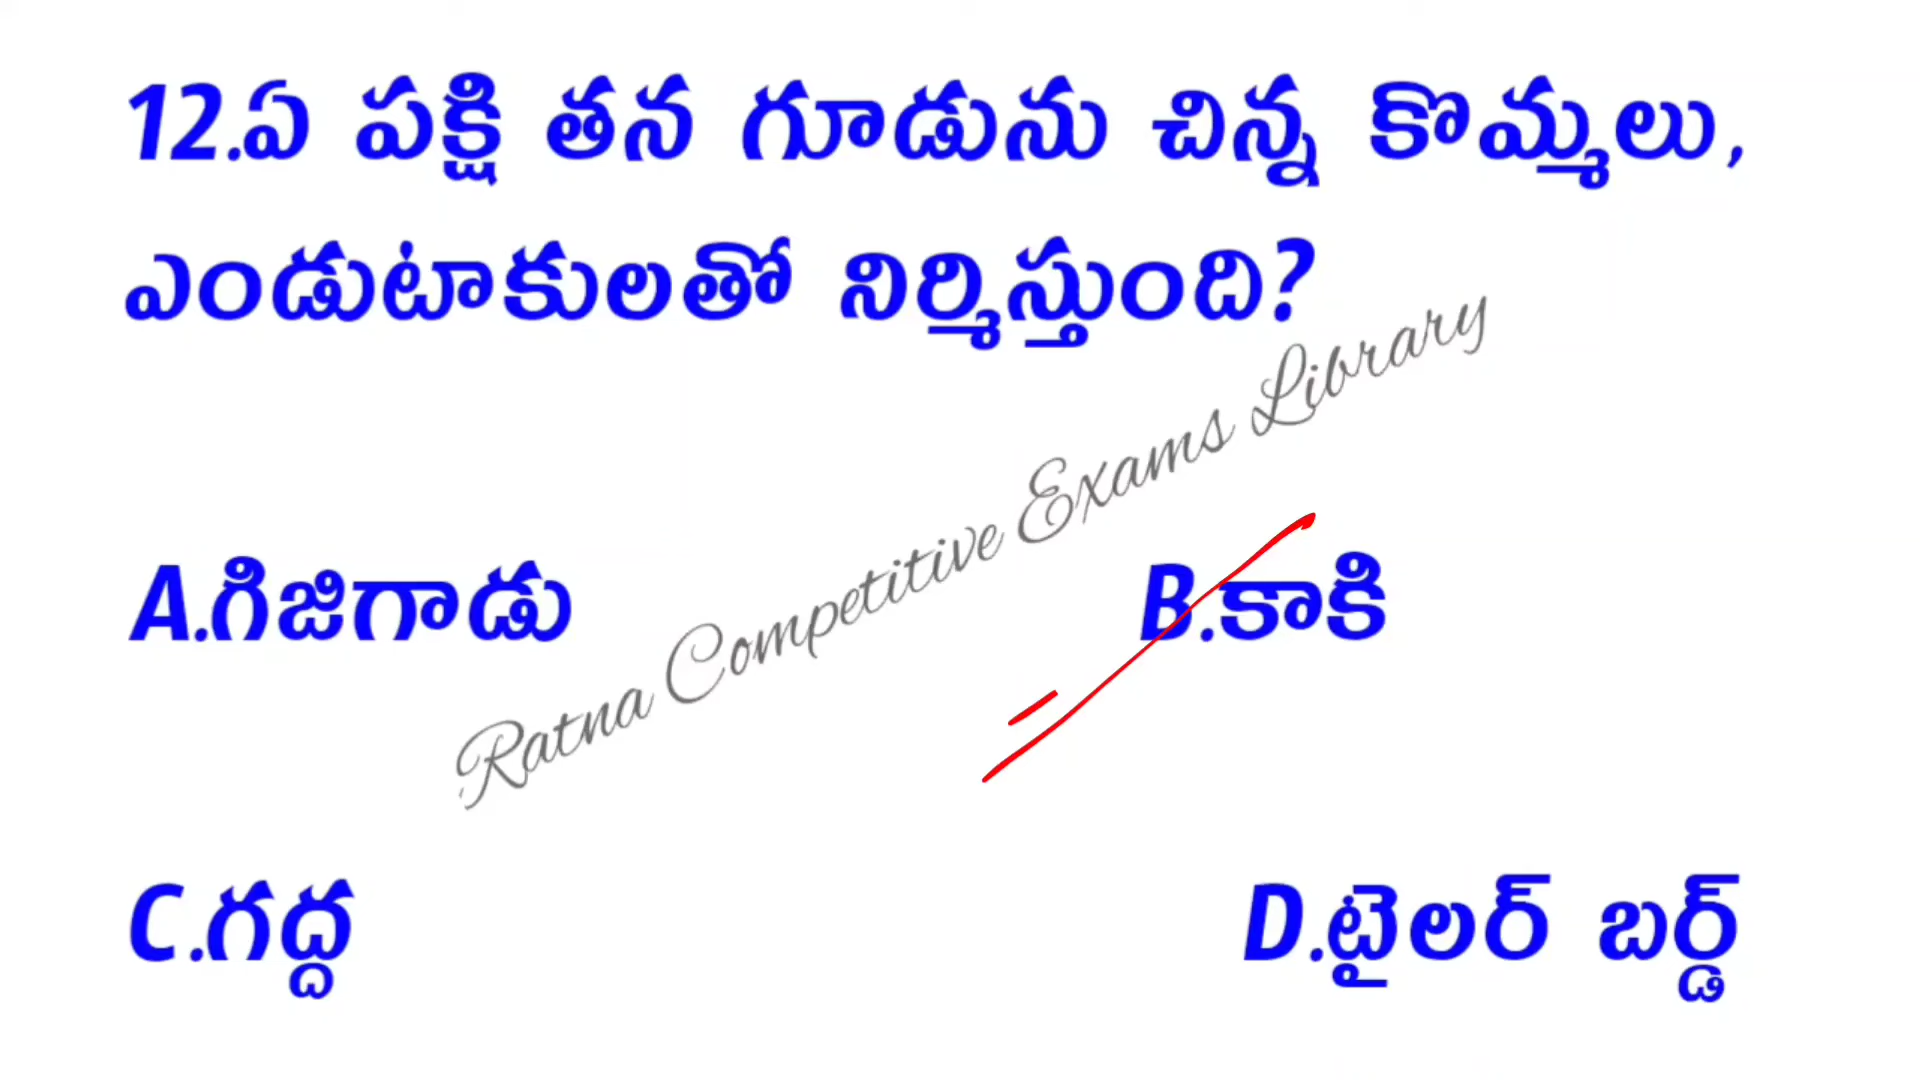 12.ఏ పక్షి తన గూడును చిన్న కొమ్మలు,
ఎండుటాకులతో నిర్మిస్తుంది?
Ratna Competitive Exams Library
A.గిజిగాడు
B.కాకి
C.గద్ద
D.టైలర్ బర్డ్